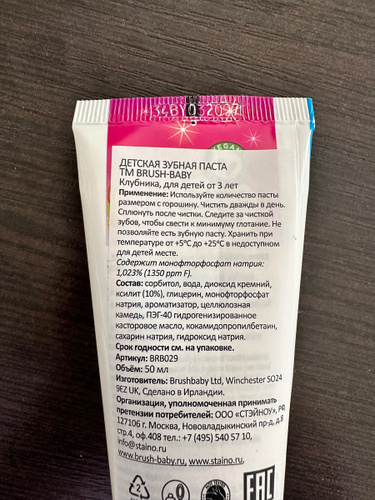 134BY032027
VEGAN
ДЕТСКАЯ ЗУБНАЯ ПАСТА
ТМ BRUSH-BABY
Клубника, для детей от 3 лет
Применение: Используйте количество пасты
размером с горошину. Чистить дважды в день.
Сплюнуть после чистки. Следите за чисткой
зубов, чтобы свести к минимуму глотание. Не
позволяйте есть зубную пасту. Хранить при
температуре от +5°C до +25°C в недоступном
для детей месте.
Содержит монофторфосфат натрия:
1,023% (1350 ppm F).
Состав: сорбитол, вода, диоксид кремний,
ксилит (10%), глицерин, монофторфосфат
натрия, ароматизатор, целлюлозная
камедь, ПЭГ-40 гидрогенизированное
касторовое масло, кокамидопропилбетаин,
сахарин натрия, гидроксид натрия.
Срок годности см. на упаковке.
Артикул: BRB029
Объём: 50 мл
Изготовитель: Brushbaby Ltd, Winchester SO24
9EZ UK, Сделано в Ирландии.
Организация, уполномоченная принимать
претензии потребителей: ООО «СТЭЙНОУ», РФ,
127106 г. Москва, Нововладыкинский пр-д, д.8
стр.4, оф.408 тел.: +7 (495) 540 57 10,
info@staino.ru
www.brush-baby.ru, www.staino.ru
EAC